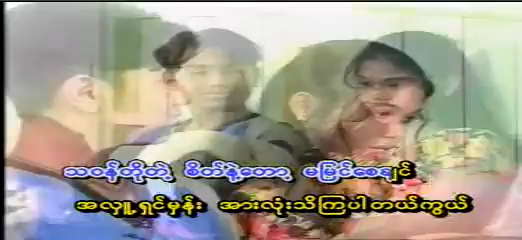 သဝန်တိုတဲ့ စိတ်နဲ့တော့ မမြင်စေချင်
အလှူ့ရှင်မှန်း အားလုံးသိကြပါတယ်ကွယ်